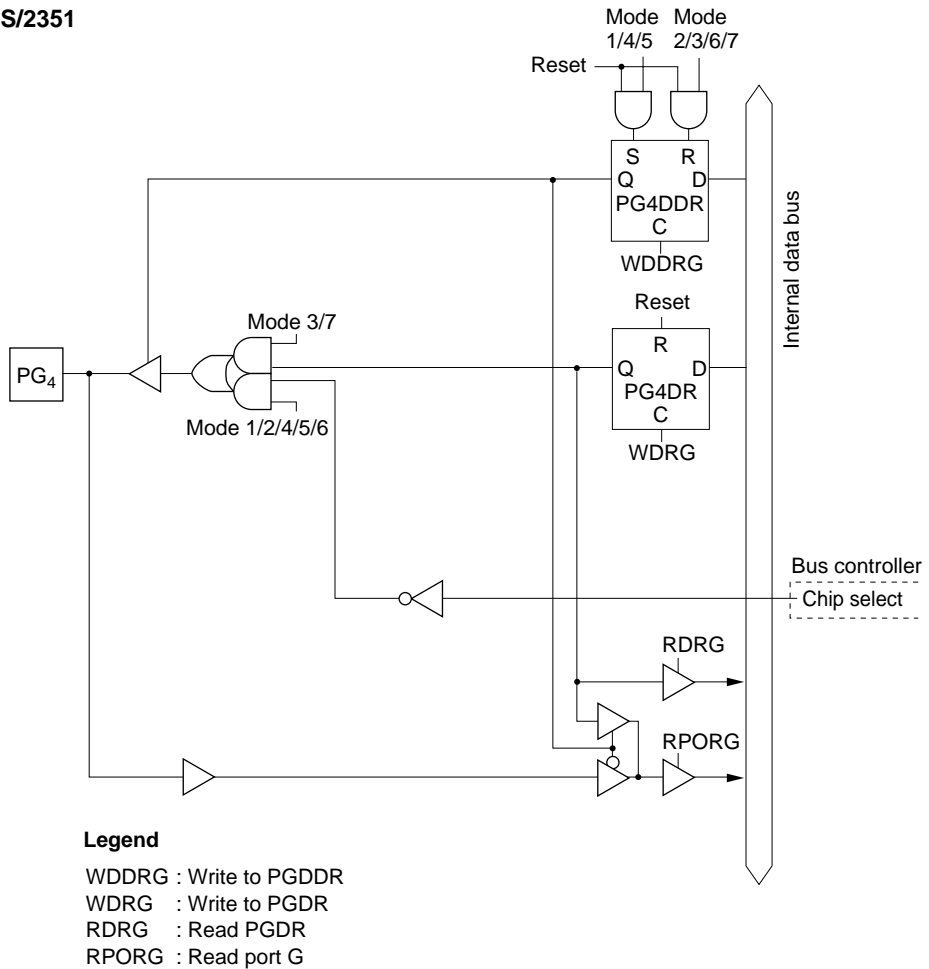 S/2351
Mode 1/4/5
Mode 2/3/6/7
Reset
S R
Q D
PG4DDR
C
WDDRG
Internal data bus
Reset
R
Q D
PG4DR
C
WDRG
Mode 3/7
PG4
Mode 1/2/4/5/6
Bus controller
Chip select
RDRG
RPORG
Legend
WDDRG : Write to PGDDR
WDRG : Write to PGDR
RDRG : Read PGDR
RPORG : Read port G